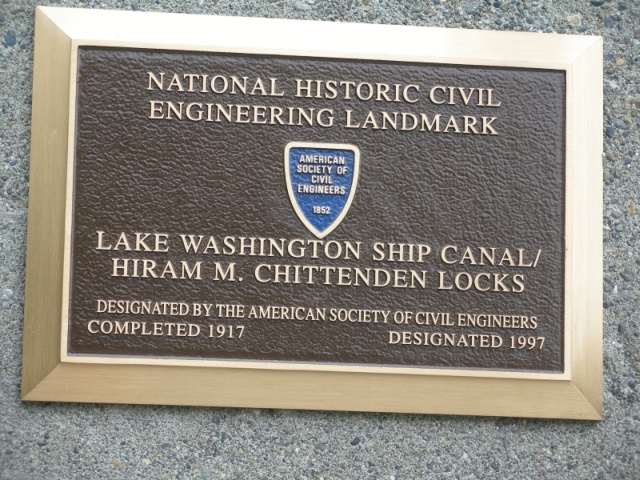 NATIONAL HISTORIC CIVIL
ENGINEERING LANDMARK
AMERICAN
SOCIETY OF
CIVIL
ENGINEERS
1852
LAKE WASHINGTON SHIP CANAL/
HIRAM M. CHITTENDEN LOCKS
DESIGNATED BY THE AMERICAN SOCIETY OF CIVIL ENGINEERS
COMPLETED 1917 DESIGNATED 1997